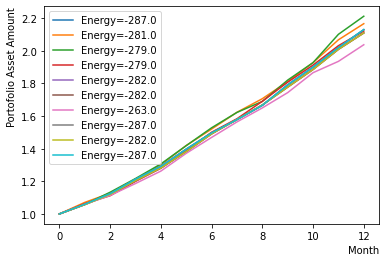 Portofolio Asset Amount
2.2
2.0
1.8
1.6
1.4
1.2
1.0
Energy=-287.0
Energy=-281.0
Energy=-279.0
Energy=-279.0
Energy=-282.0
Energy=-282.0
Energy=-263.0
Energy=-287.0
Energy=-282.0
Energy=-287.0
0 2 4 6 8 10 12
Month